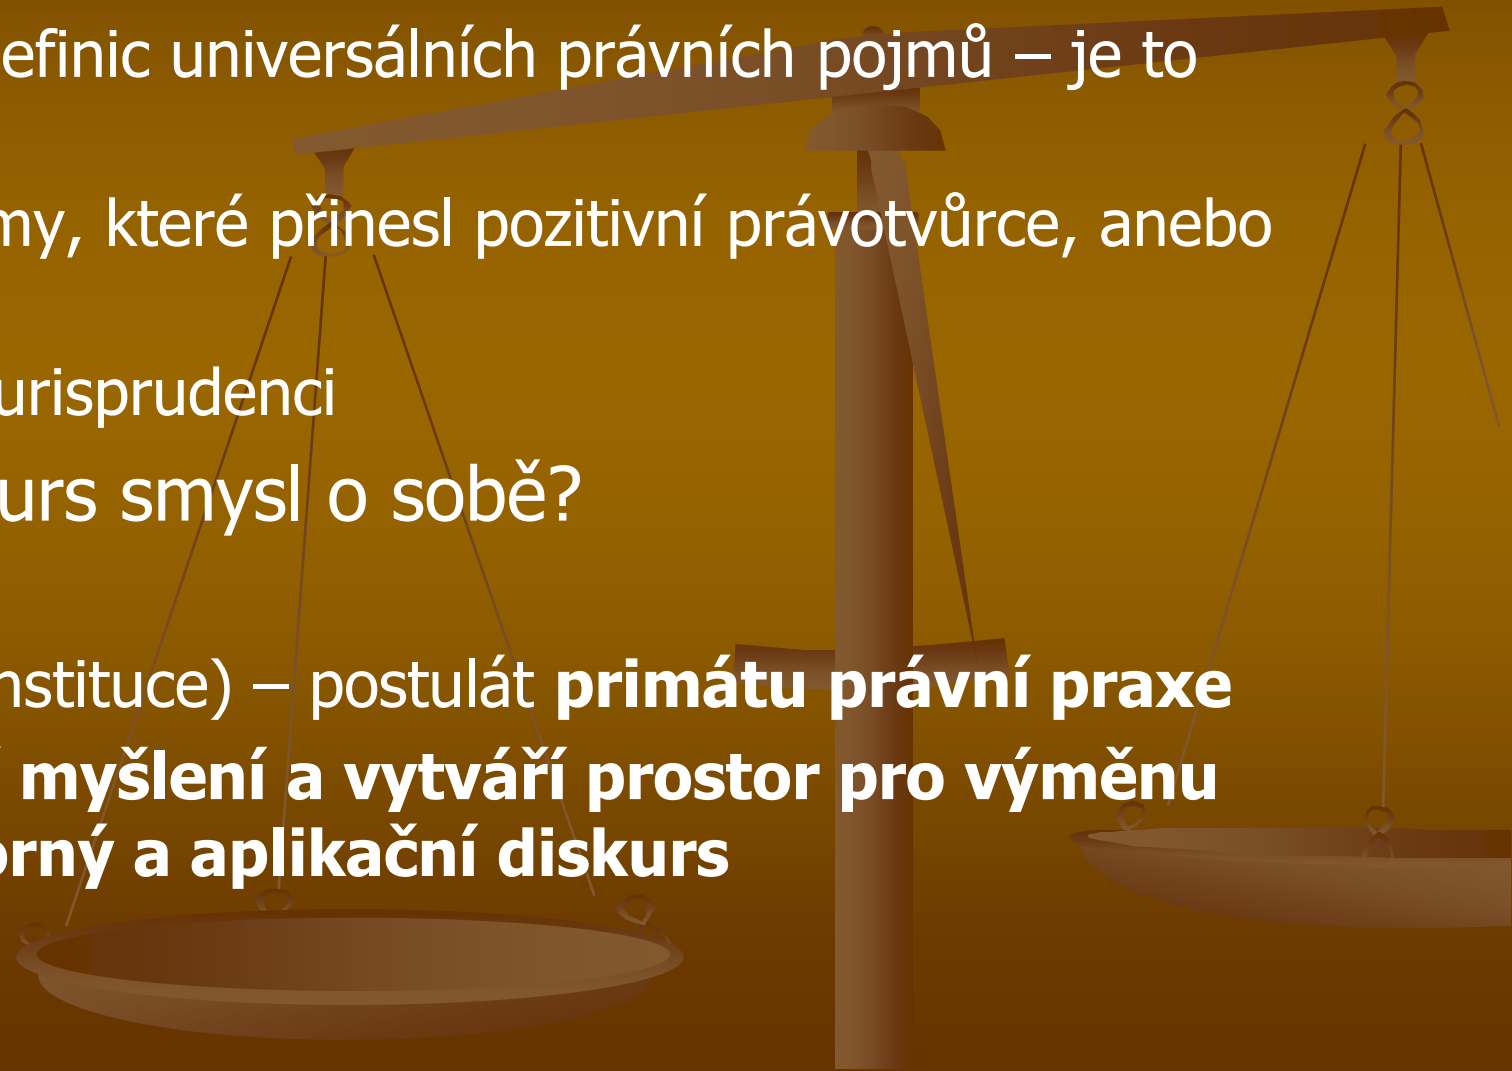 efinic universálních právních pojmů – je to
my, které přinesl pozitivní právotvůrce, anebo
urisprudenci
urs smysl o sobě?
nstituce) – postulát primátu právní praxe
myšlení a vytváří prostor pro výměnu
orný a aplikační diskurs